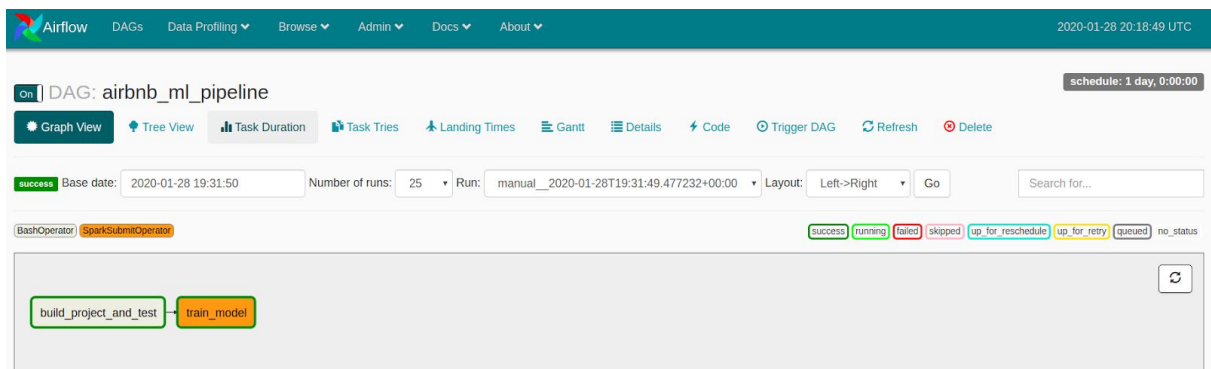 Airflow DAGs Data Profiling Browse Admin Docs About 2020-01-28 20:18:49 UTC
schedule: 1 day, 0:00:00
On DAG: airbnb_ml_pipeline
Graph View Tree View Task Duration Task Tries Landing Times Gantt Details Code Trigger DAG Refresh Delete
success Base date: 2020-01-28 19:31:50 Number of runs: 25 Run: manual__2020-01-28T19:31:49.477232+00:00 Layout: Left->Right Go Search for...
BashOperator SparkSubmitOperator success running failed skipped up_for_reschedule up_for_retry queued no_status
build_project_and_test train_model